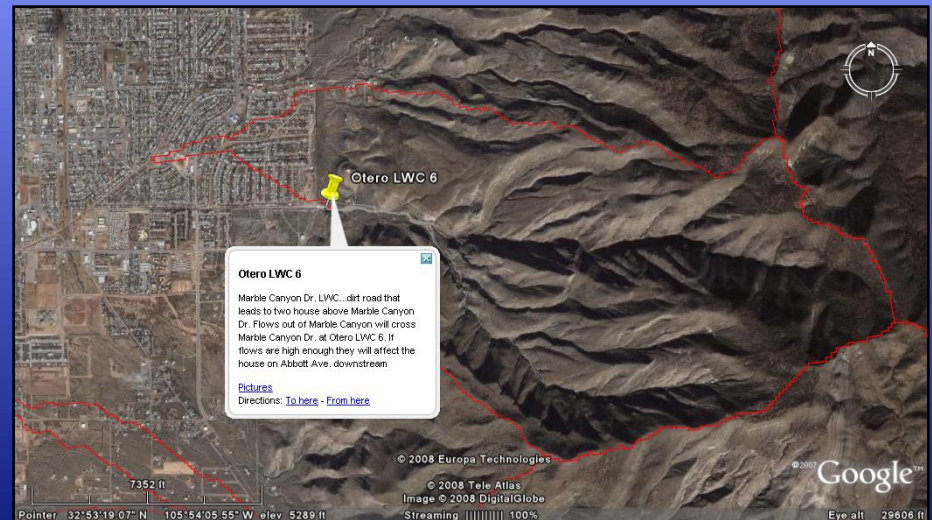 N
Otero LWC 6
Otero LWC 6
Marble Canyon Dr. LWC...dirt road that
leads to two house above Marble Canyon
Dr. Flows out of Marble Canyon will cross
Marble Canyon Dr. at Otero LWC 6. If
flows are high enough they will affect the
house on Abbott Ave. downstream
Pictures
Directions: To here - From here
© 2008 Europa Technologies
© 2007 Google™
7352 ft
© 2008 Tele Atlas
Image © 2008 DigitalGlobe
Pointer 32°53'19.07" N 105°54'05.55" W elev 5289 ft Streaming ||||||||| 100% Eye alt 29606 ft